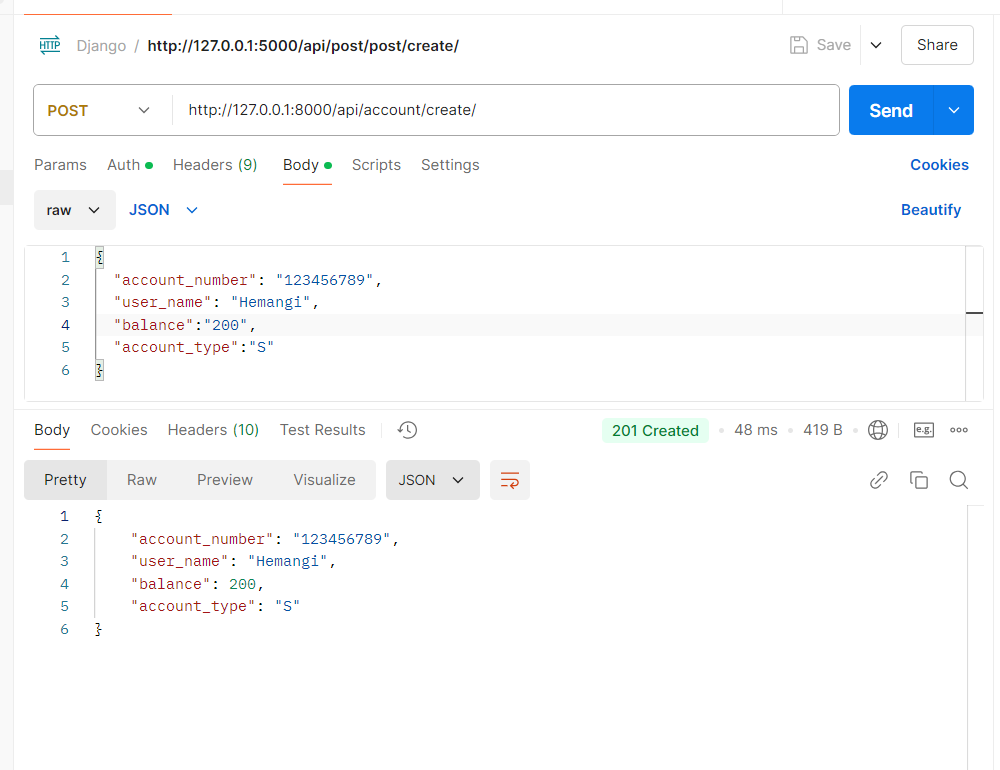 HTTP Django / http://127.0.0.1:5000/api/post/post/create/ Save Share
POST http://127.0.0.1:8000/api/account/create/ Send
Params Auth Headers (9) Body Scripts Settings Cookies
raw JSON Beautify
1 {
2 "account_number": "123456789",
3 "user_name": "Hemangi",
4 "balance":"200",
5 "account_type":"S"
6 }
Body Cookies Headers (10) Test Results 201 Created 48 ms 419 B e.g.
Pretty Raw Preview Visualize JSON
1 {
2 "account_number": "123456789",
3 "user_name": "Hemangi",
4 "balance": 200,
5 "account_type": "S"
6 }